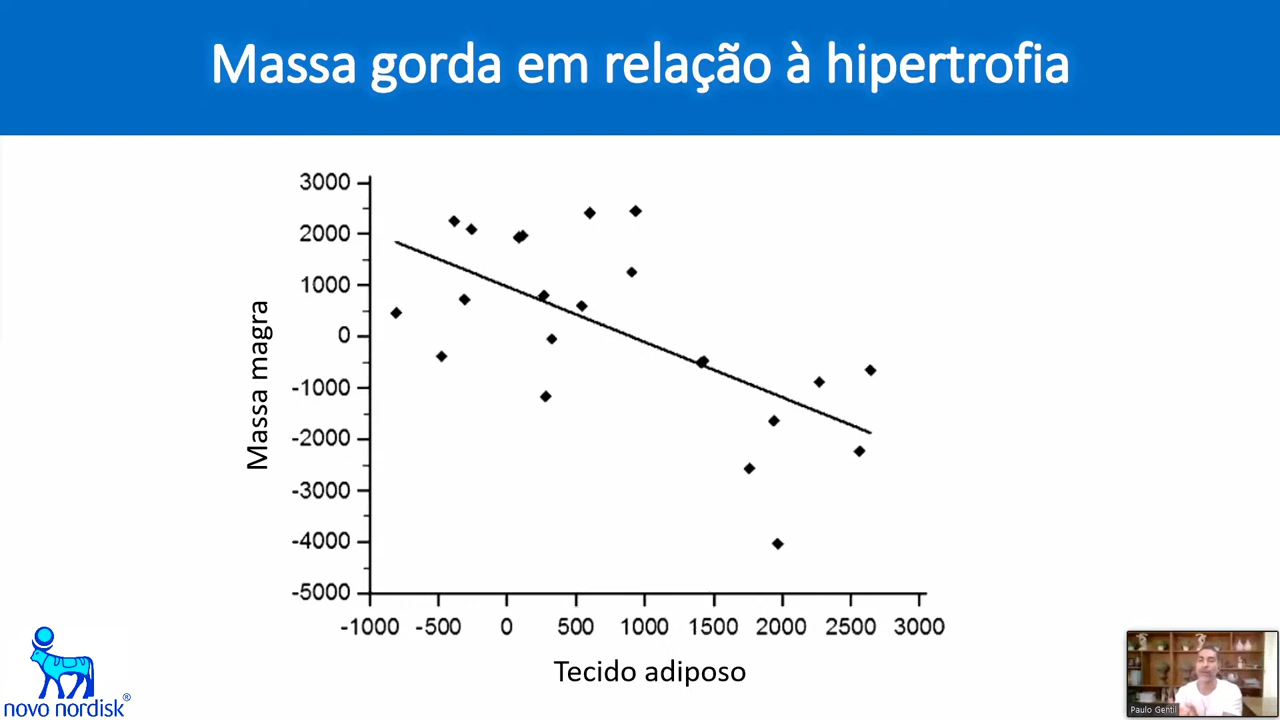 Massa gorda em relação à hipertrofia
3000
2000
1000
0
-1000
-2000
-3000
-4000
-5000
Massa magra
-1000 -500 0 500 1000 1500 2000 2500 3000
Tecido adiposo
novo nordisk®
Paulo Gentil